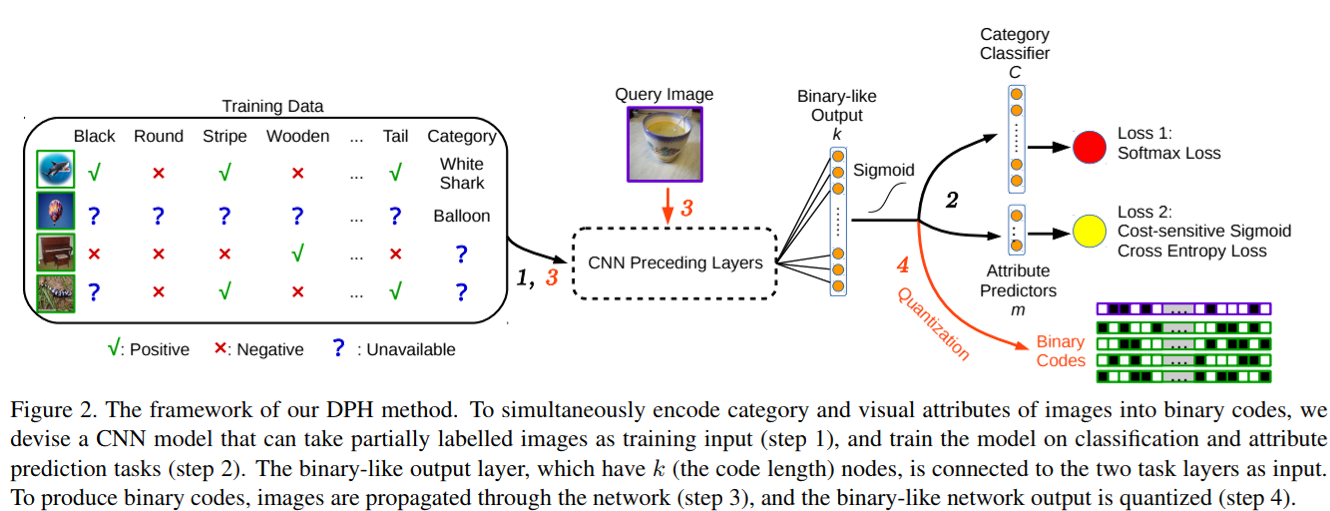 Training Data
Black Round Stripe Wooden ... Tail Category
√ × √ × ... √ White
Shark
? ? ? ? ... ? Balloon
× × × √ ... × ?
? × √ × ... √ ?
√: Positive ×: Negative ? : Unavailable
Query Image
3
CNN Preceding Layers
1, 3
Binary-like
Output
k
Sigmoid
2
4
Quantization
Category
Classifier
C
Loss 1:
Softmax Loss
Loss 2:
Cost-sensitive Sigmoid
Cross Entropy Loss
Attribute
Predictors
m
Binary
Codes
...
...
...
...
...
Figure 2. The framework of our DPH method. To simultaneously encode category and visual attributes of images into binary codes, we
devise a CNN model that can take partially labelled images as training input (step 1), and train the model on classification and attribute
prediction tasks (step 2). The binary-like output layer, which have k (the code length) nodes, is connected to the two task layers as input.
To produce binary codes, images are propagated through the network (step 3), and the binary-like network output is quantized (step 4).